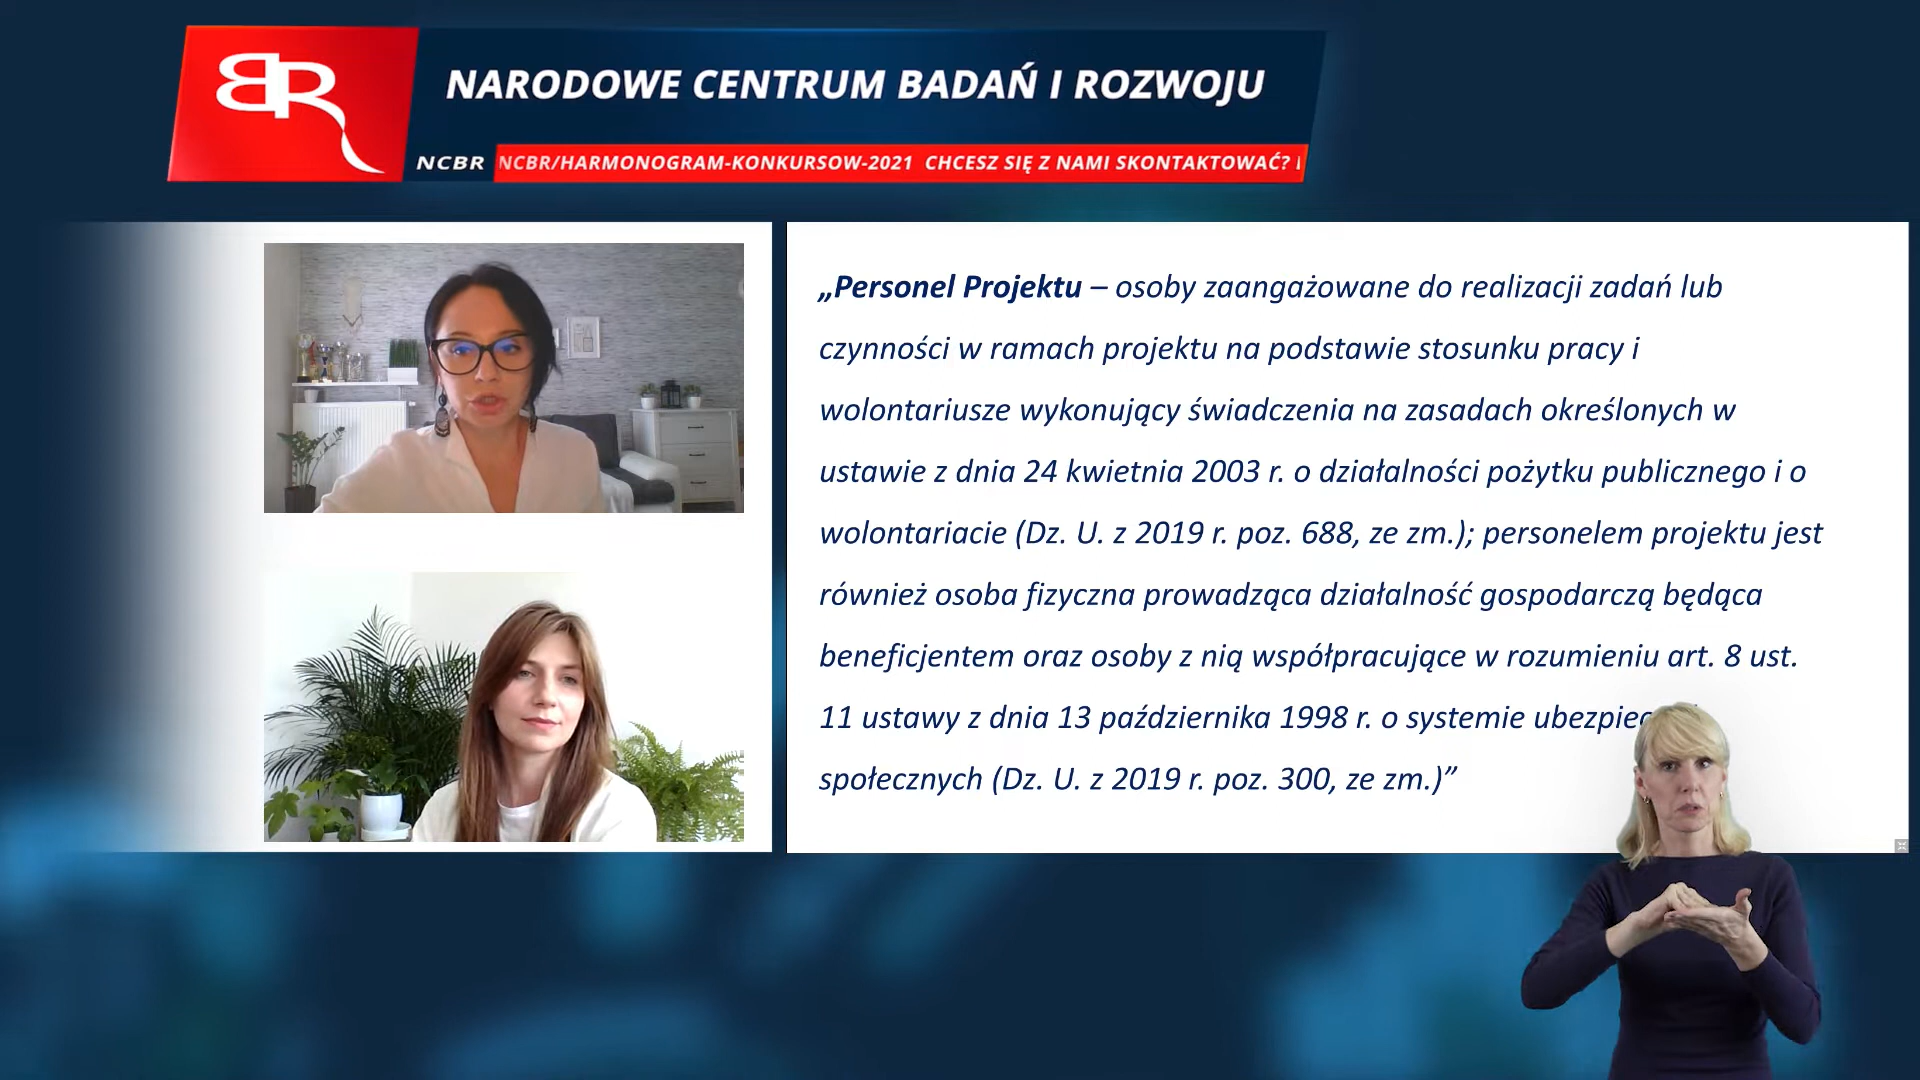 BR
NARODOWE CENTRUM BADAŃ I ROZWOJU
NCBR NCBR/HARMONOGRAM-KONKURSOW-2021 CHCESZ SIĘ Z NAMI SKONTAKTOWAĆ?
„Personel Projektu – osoby zaangażowane do realizacji zadań lub
czynności w ramach projektu na podstawie stosunku pracy i
wolontariusze wykonujący świadczenia na zasadach określonych w
ustawie z dnia 24 kwietnia 2003 r. o działalności pożytku publicznego i o
wolontariacie (Dz. U. z 2019 r. poz. 688, ze zm.); personelem projektu jest
również osoba fizyczna prowadząca działalność gospodarczą będąca
beneficjentem oraz osoby z nią współpracujące w rozumieniu art. 8 ust.
11 ustawy z dnia 13 października 1998 r. o systemie
społecznych (Dz. U. z 2019 r. poz. 300, ze zm.)”